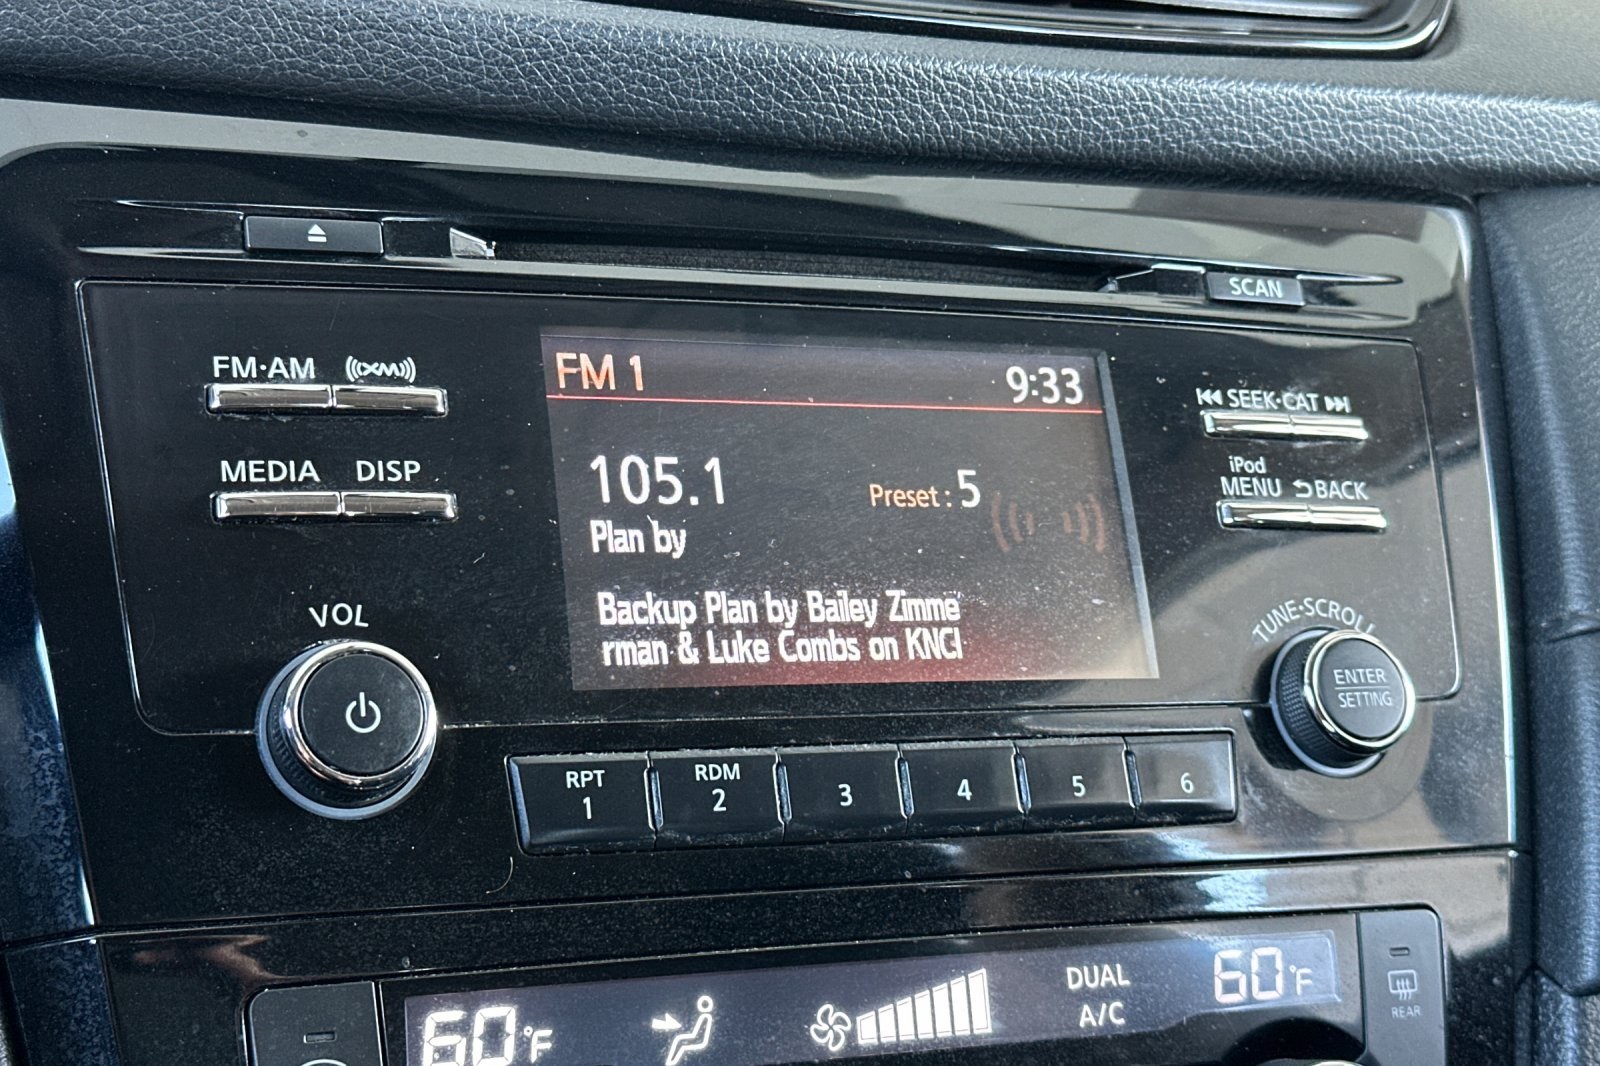 SCAN
FM·AM
XM
SEEK·CAT
MEDIA DISP
iPod
MENU BACK
FM 1 9:33
105.1 Preset : 5
Plan by
Backup Plan by Bailey Zimme
rman & Luke Combs on KNCI
VOL
TUNE·SCROLL
ENTER
SETTING
RPT
1
RDM
2
3
4
5
6
60°F
DUAL
A/C
60°F
REAR